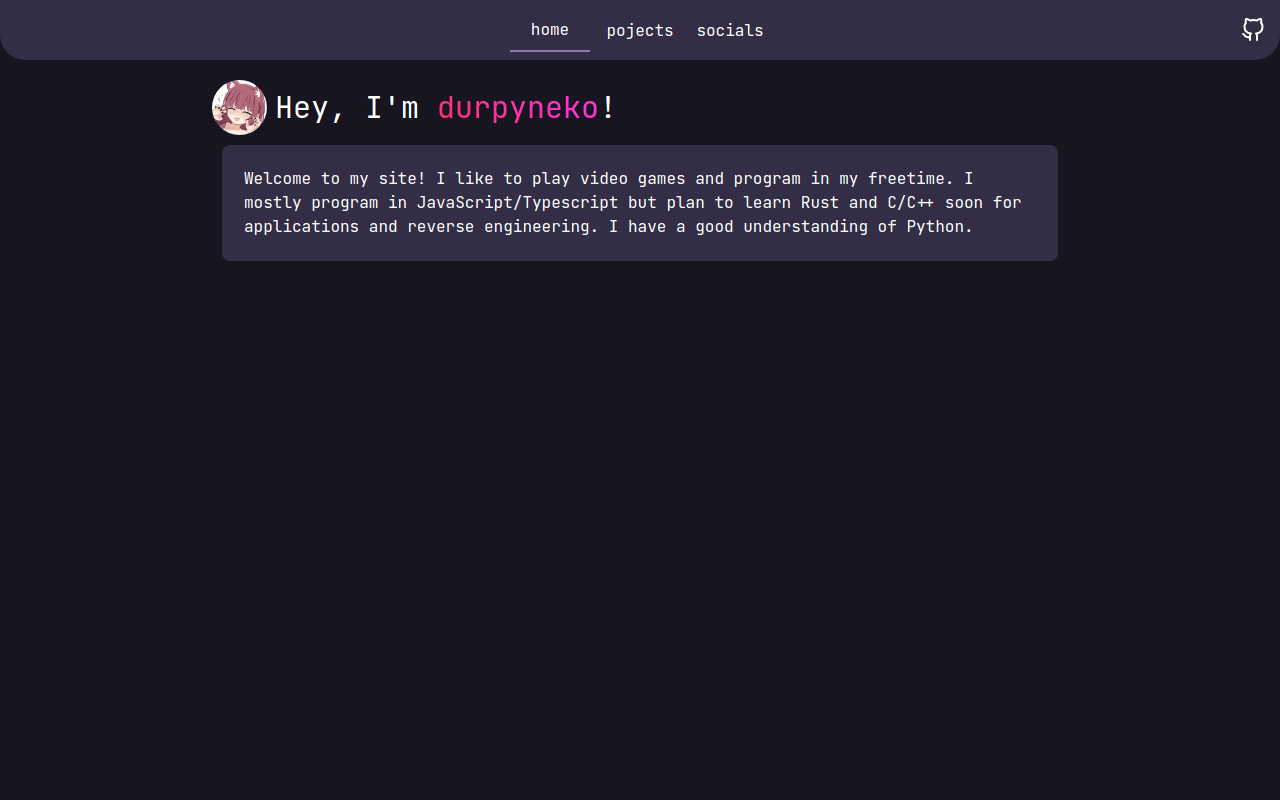 home pojects socials
Hey, I'm durpyneko!
Welcome to my site! I like to play video games and program in my freetime. I
mostly program in JavaScript/Typescript but plan to learn Rust and C/C++ soon for
applications and reverse engineering. I have a good understanding of Python.